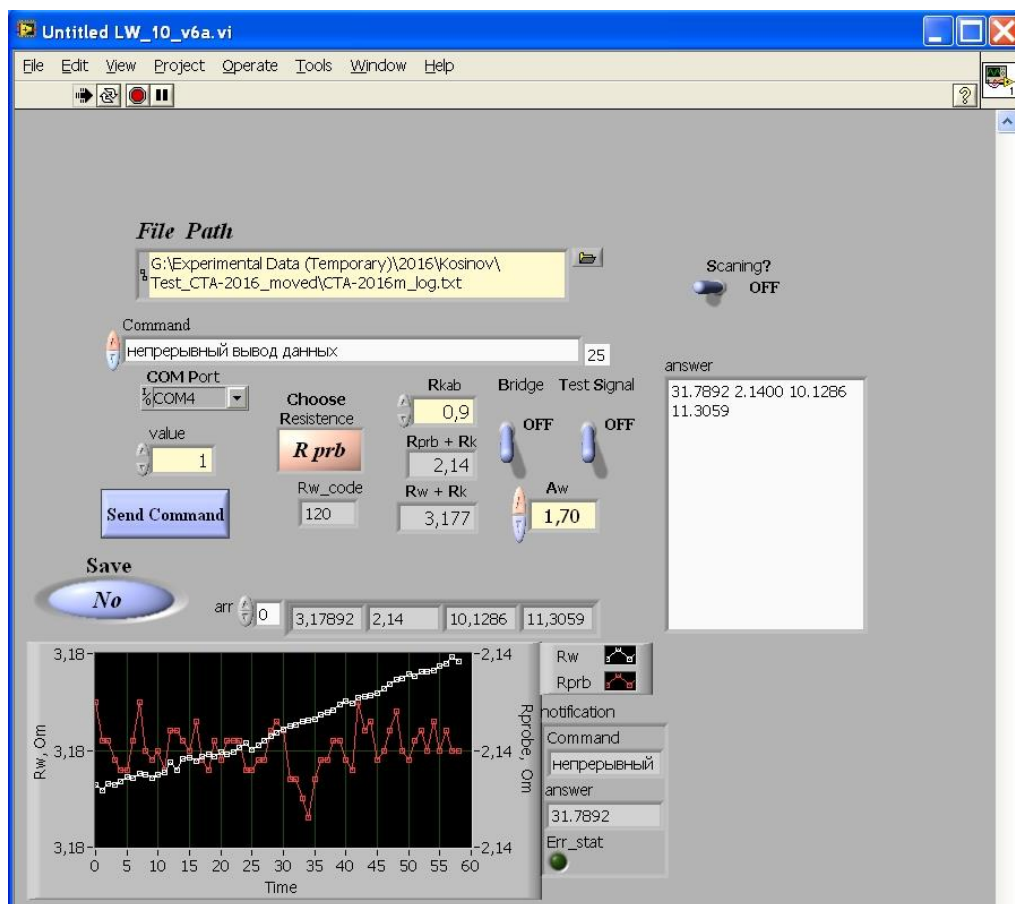 Untitled LW_10_v6a.vi
File Edit View Project Operate Tools Window Help
File Path
G:\Experimental Data (Temporary)\2016\Kosinov\
Test_CTA-2016_moved\CTA-2016m_log.txt
Scaning?
OFF
Command
непрерывный вывод данных
25
COM Port
COM4
value
1
Send Command
Choose
Resistence
R prb
Rw_code
120
Rkab
0,9
Rprb + Rk
2,14
Rw + Rk
3,177
Bridge
OFF
Test Signal
OFF
Aw
1,70
answer
31.7892 2.1400 10.1286
11.3059
Save
No
arr 0 3,17892 2,14 10,1286 11,3059
Rw, Om
3,18
3,18
3,18
2,14
2,14
2,14
Rprobe, Om
0 5 10 15 20 25 30 35 40 45 50 55 60
Time
Rw
Rprb
notification
Command
непрерывный
answer
31.7892
Err_stat